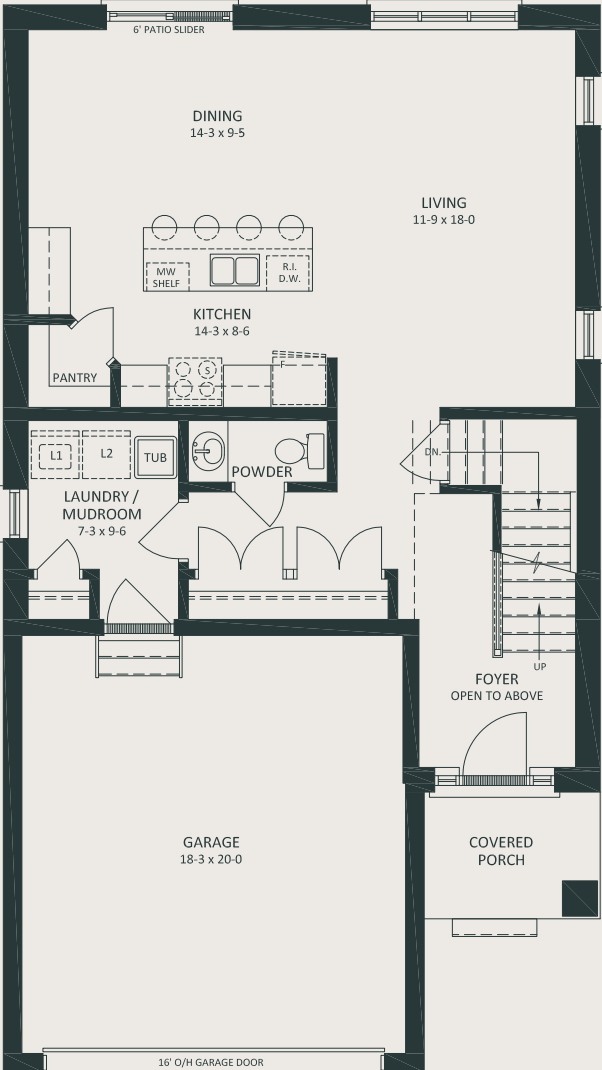 6' PATIO SLIDER
DINING
14-3 x 9-5
LIVING
11-9 x 18-0
MW
SHELF
R.I.
D.W.
KITCHEN
14-3 x 8-6
PANTRY
S
F
L1
L2
TUB
POWDER
DN.
LAUNDRY /
MUDROOM
7-3 x 9-6
UP
FOYER
OPEN TO ABOVE
GARAGE
18-3 x 20-0
COVERED
PORCH
16' O/H GARAGE DOOR